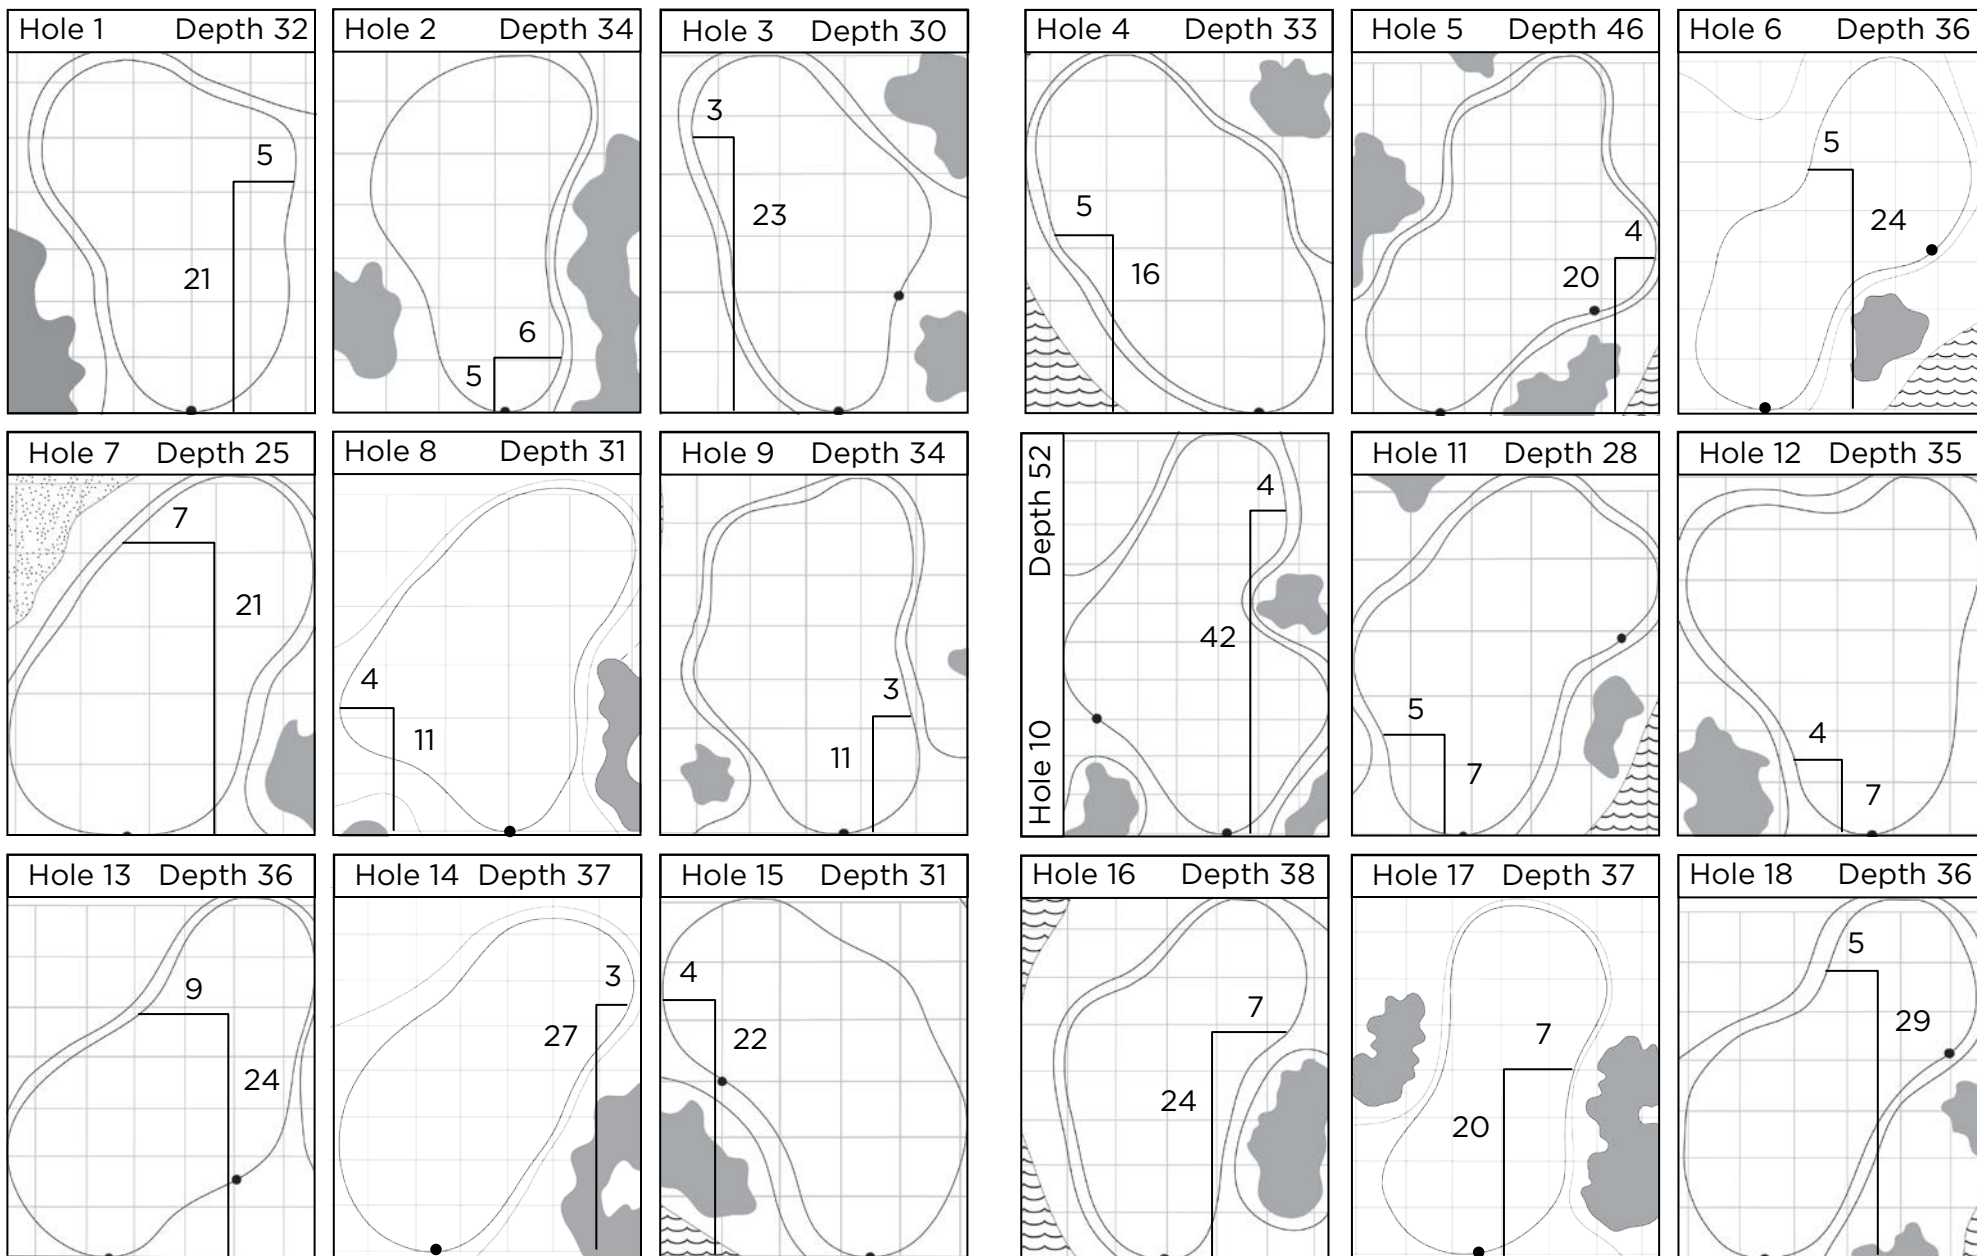 Hole 1 Depth 32
5
21
Hole 2 Depth 34
6
5
Hole 3 Depth 30
3
23
Hole 4 Depth 33
5
16
Hole 5 Depth 46
4
20
Hole 6 Depth 36
5
24
Hole 7 Depth 25
7
21
Hole 8 Depth 31
4
11
Hole 9 Depth 34
3
11
Hole 10 Depth 52
4
42
Hole 11 Depth 28
5
7
Hole 12 Depth 35
4
7
Hole 13 Depth 36
9
24
Hole 14 Depth 37
3
27
Hole 15 Depth 31
4
22
Hole 16 Depth 38
7
24
Hole 17 Depth 37
7
20
Hole 18 Depth 36
5
29